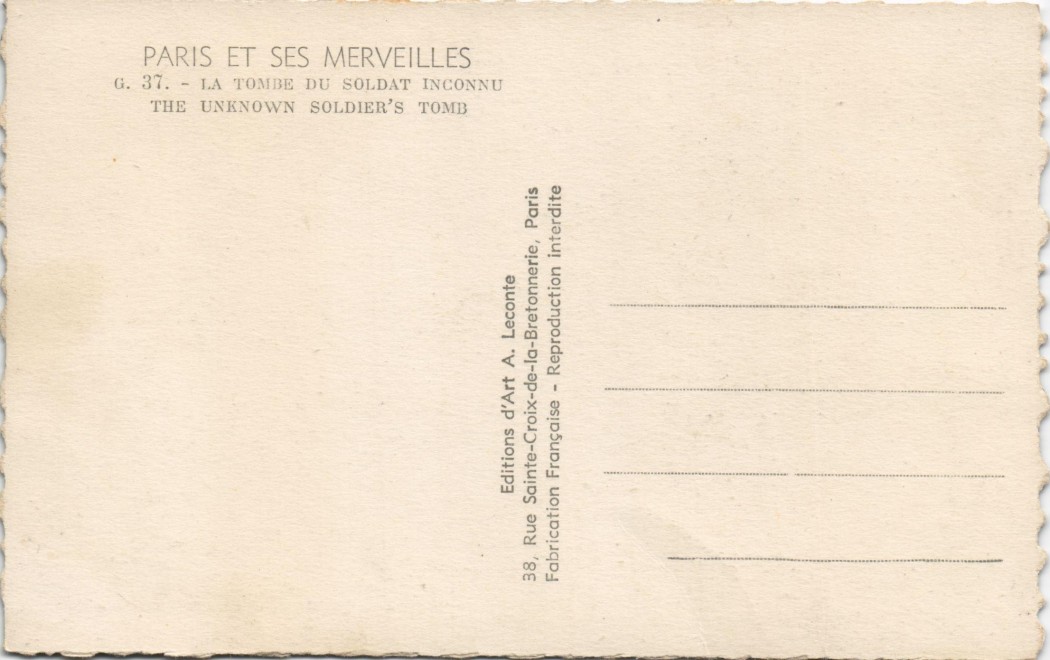 PARIS ET SES MERVEILLES
G. 37. - LA TOMBE DU SOLDAT INCONNU
THE UNKNOWN SOLDIER'S TOMB
Editions d'Art A. Leconte
38, Rue Sainte-Croix-de-la-Bretonnerie, Paris
Fabrication Française - Reproduction interdite